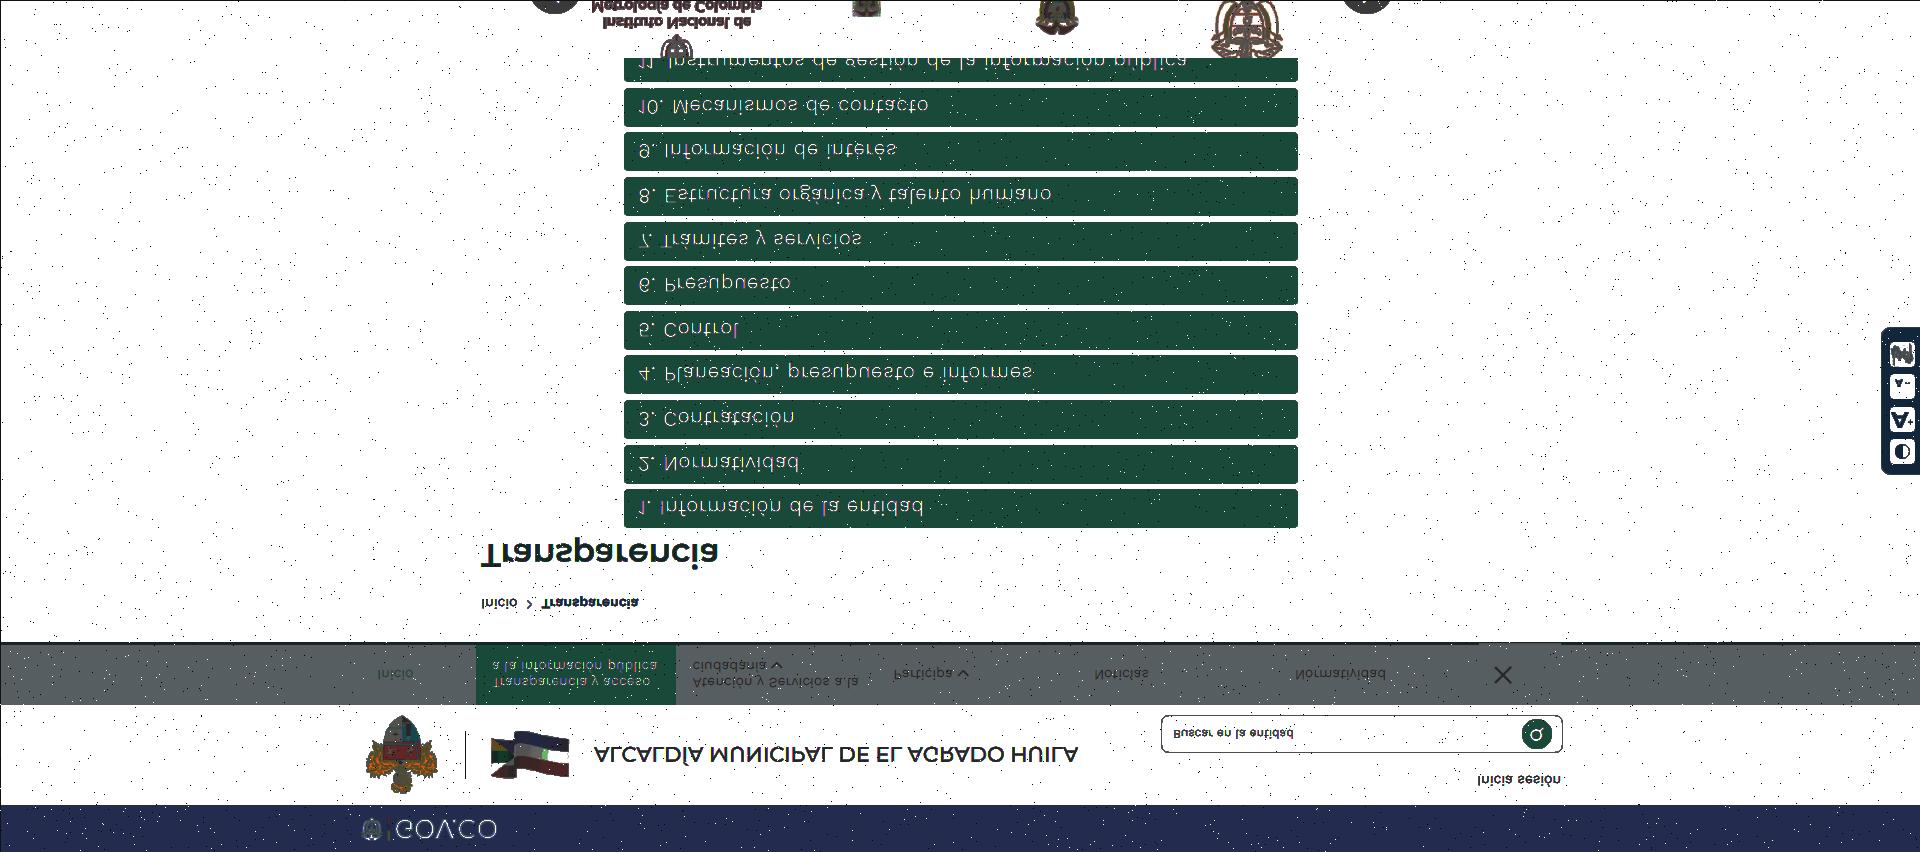 GOV.CO
Inicia sesión
ALCALDÍA MUNICIPAL DE EL AGRADO HUILA
Buscar en la entidad
Inicio
Transparencia y acceso
a la información pública
Atención y Servicios a la
ciudadanía
Participa
Noticias
Normatividad
Inicio > Transparencia
Transparencia
1. Información de la entidad
2. Normatividad
3. Contratación
4. Planeación, presupuesto e informes
5. Control
6. Presupuesto
7. Trámites y servicios
8. Estructura orgánica y talento humano
9. Información de interés
10. Mecanismos de contacto
11. Instrumentos de gestión de la información pública
Instituto Nacional de
Metrología de Colombia
A+
A-